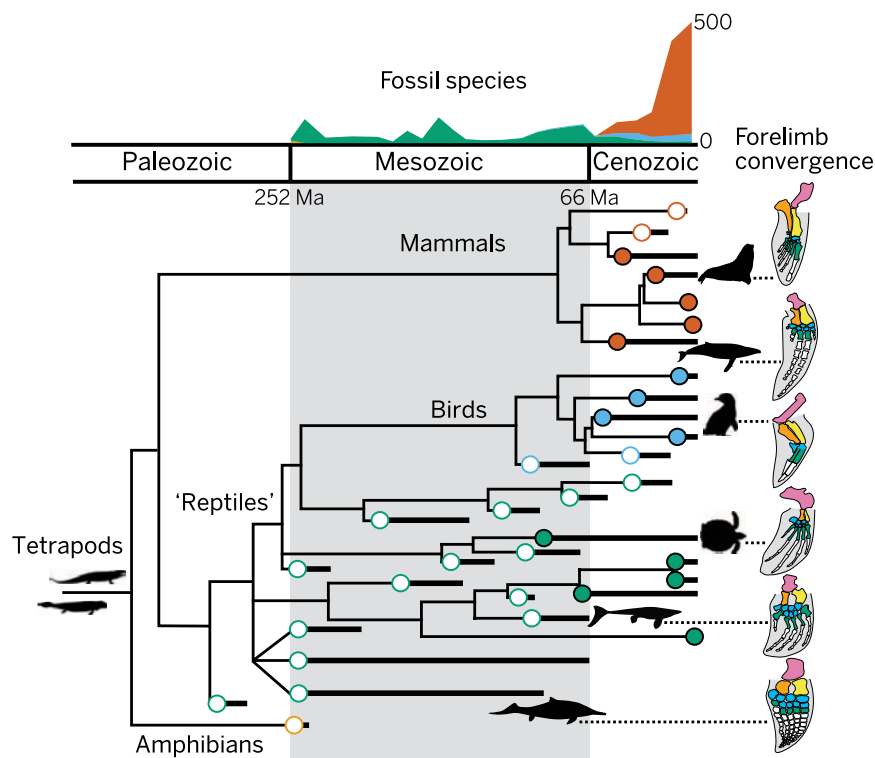 500
Fossil species
0
Forelimb
convergence
Paleozoic
Mesozoic
Cenozoic
252 Ma
66 Ma
Mammals
Birds
‘Reptiles’
Tetrapods
Amphibians